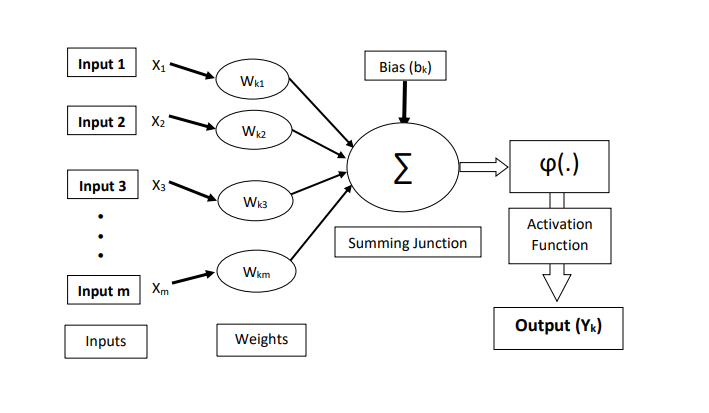 Input 1 X₁
Wₖ₁
Bias (bₖ)
Input 2 X₂
Wₖ₂
∑
φ(.)
Input 3 X₃
Wₖ₃
Activation
Function
Summing Junction
Input m Xₘ
Wₖₘ
Output (Yₖ)
Inputs
Weights